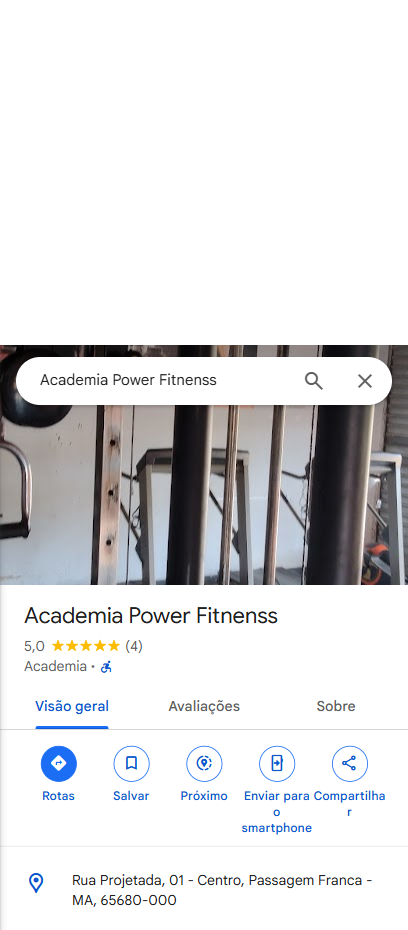 Academia Power Fitnenss
Academia Power Fitnenss
5,0 (4)
Academia ·
Visão geral
Avaliações
Sobre
Rotas
Salvar
Próximo
Enviar para
o
smartphone
Compartilha
r
Rua Projetada, 01 - Centro, Passagem Franca -
MA, 65680-000